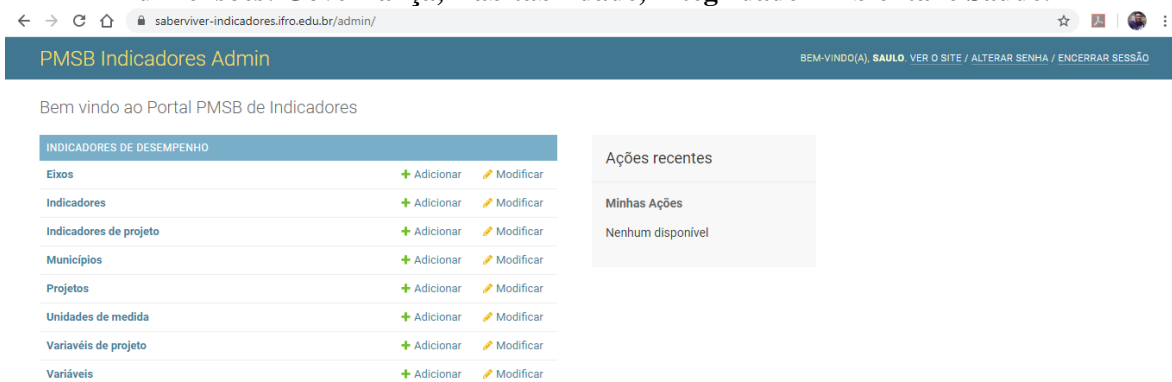 saberviver-indicadores.ifro.edu.br/admin/
PMSB Indicadores Admin
BEM-VINDO(A), SAULO. VER O SITE / ALTERAR SENHA / ENCERRAR SESSÃO
Bem vindo ao Portal PMSB de Indicadores
INDICADORES DE DESEMPENHO
Eixos Adicionar Modificar
Indicadores Adicionar Modificar
Indicadores de projeto Adicionar Modificar
Municípios Adicionar Modificar
Projetos Adicionar Modificar
Unidades de medida Adicionar Modificar
Variavéis de projeto Adicionar Modificar
Variáveis Adicionar Modificar
Ações recentes
Minhas Ações
Nenhum disponível